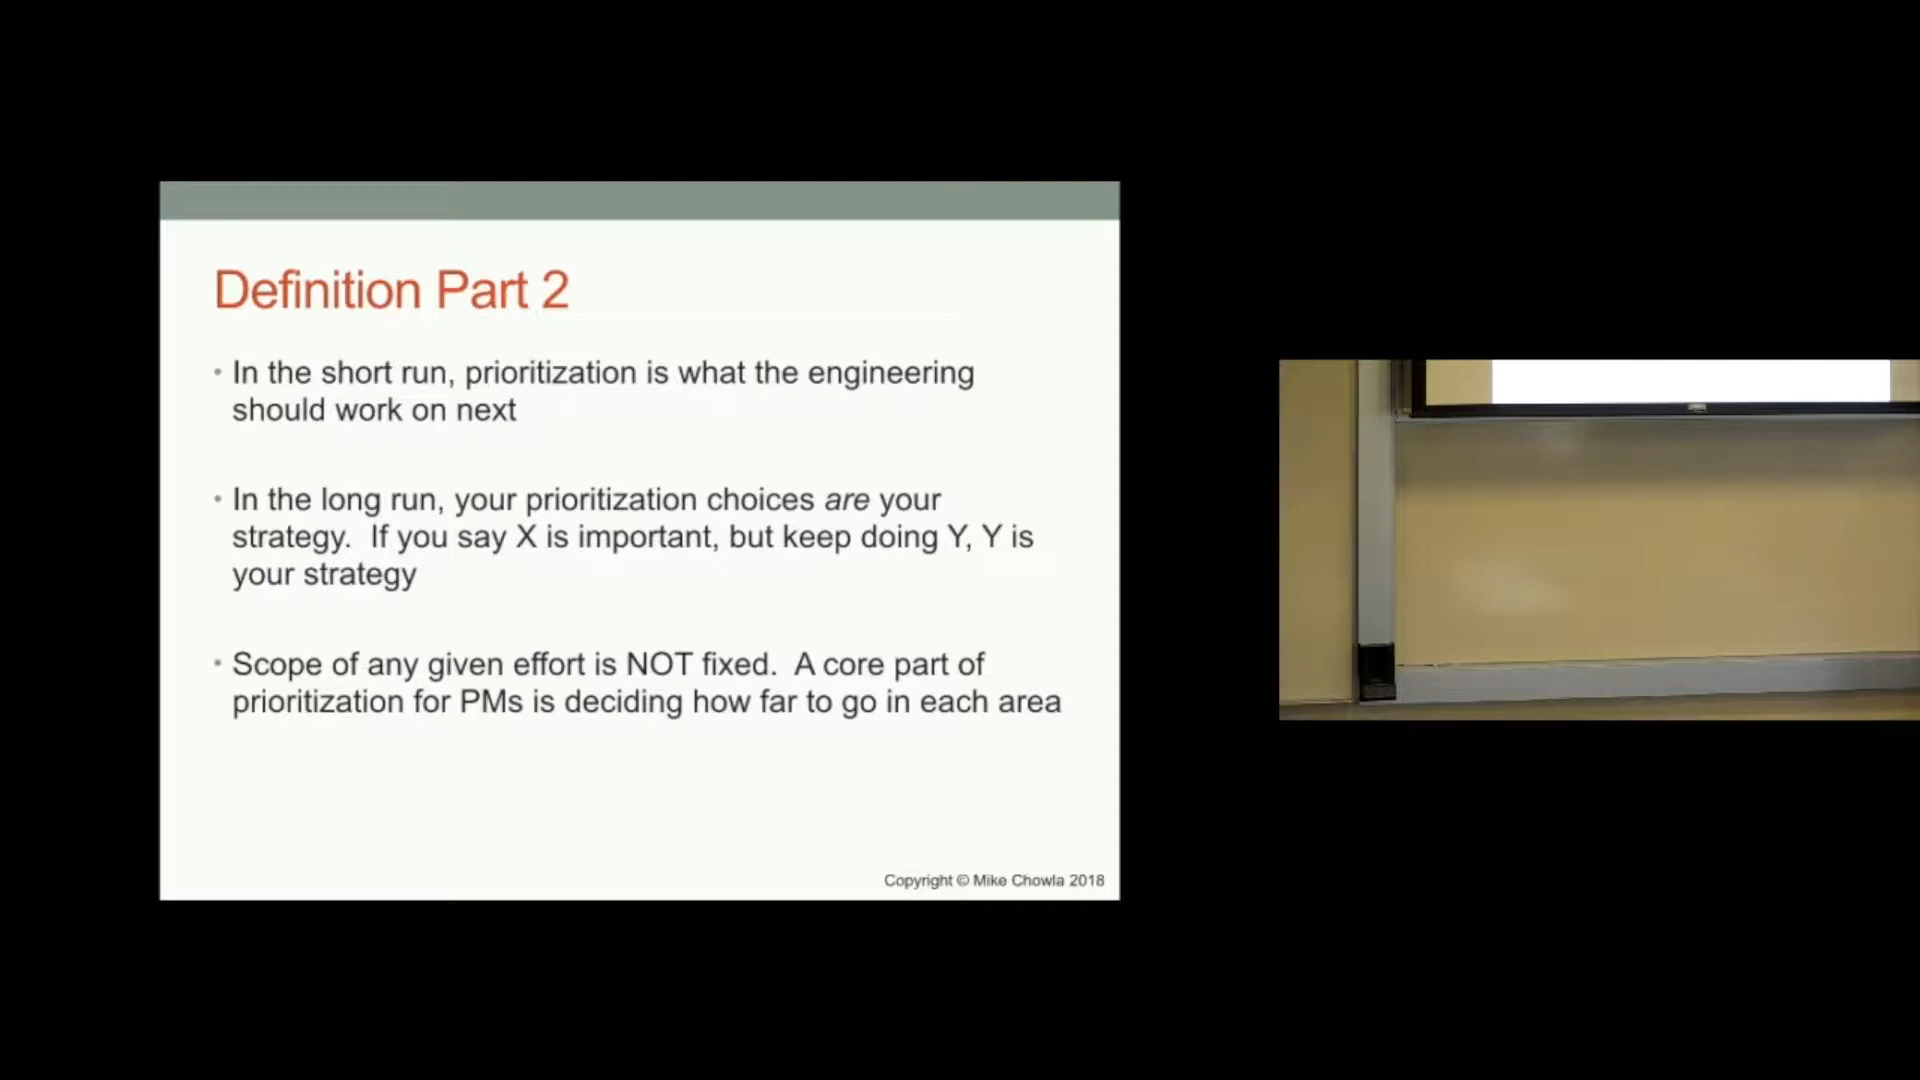 Definition Part 2
• In the short run, prioritization is what the engineering
should work on next
• In the long run, your prioritization choices are your
strategy.  If you say X is important, but keep doing Y, Y is
your strategy
• Scope of any given effort is NOT fixed.  A core part of
prioritization for PMs is deciding how far to go in each area
Copyright © Mike Chowla 2018